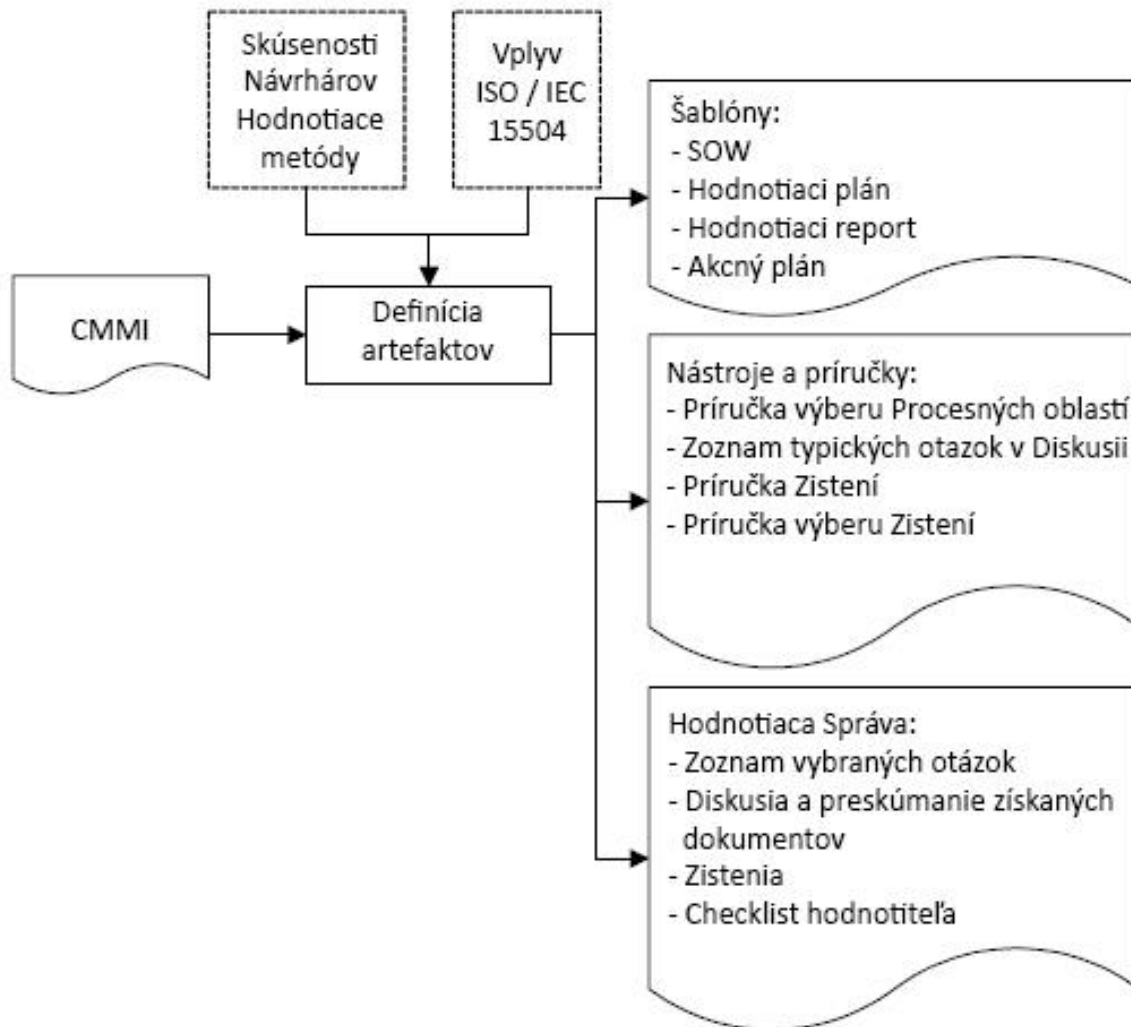 Skúsenosti
Návrhárov
Hodnotiace
metódy
Vplyv
ISO / IEC
15504
CMMI
Definícia
artefaktov
Šablóny:
- SOW
- Hodnotiaci plán
- Hodnotiaci report
- Akcný plán
Nástroje a príručky:
- Príručka výberu Procesných oblastí
- Zoznam typických otazok v Diskusii
- Príručka Zistení
- Príručka výberu Zistení
Hodnotiaca Správa:
- Zoznam vybraných otázok
- Diskusia a preskúmanie získaných
dokumentov
- Zistenia
- Checklist hodnotiteľa